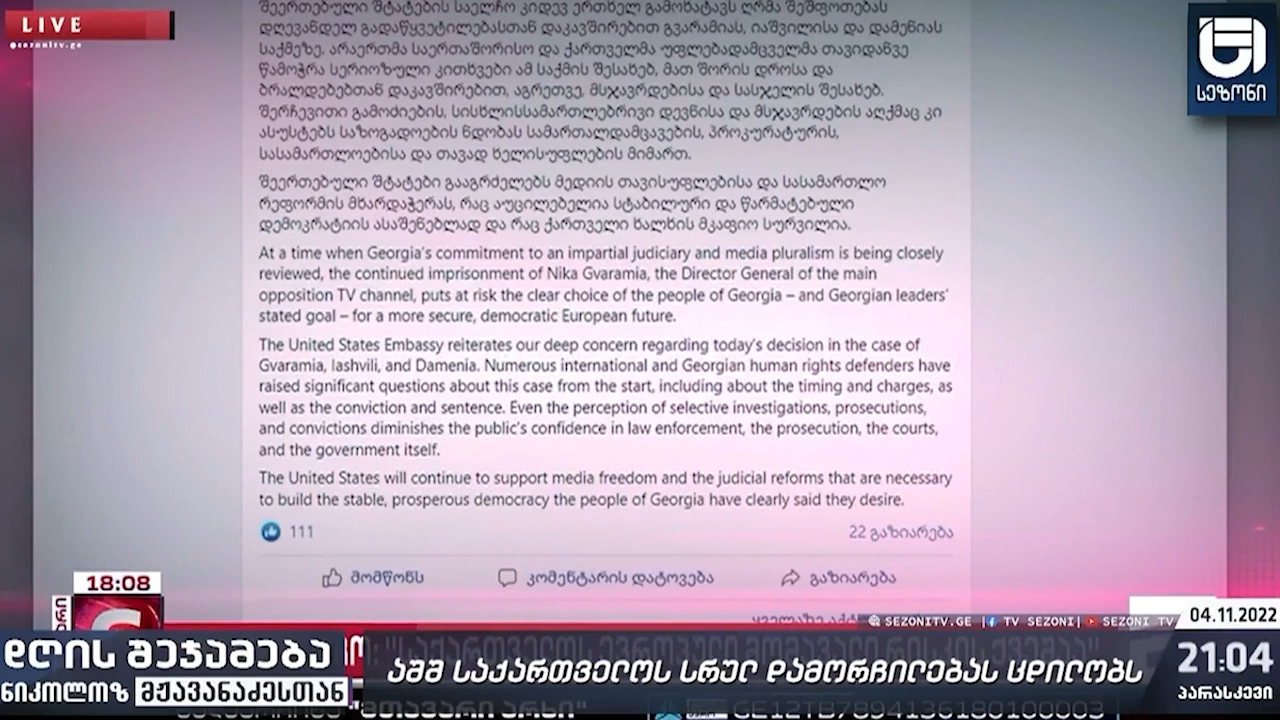 LIVE
@sezonitv.ge
სეზონი
შეერთებული შტატების საელჩო კიდევ ერთხელ გამოხატავს ღრმა შეშფოთებას
დღევანდელ გადაწყვეტილებასთან დაკავშირებით გვარამიას, იაშვილისა და დამენიას
საქმეზე. არაერთმა საერთაშორისო და ქართველმა უფლებადამცველმა თავიდანვე
წამოჭრა სერიოზული კითხვები ამ საქმის შესახებ, მათ შორის დროსა და
ბრალდებებთან დაკავშირებით, აგრეთვე, მსჯავრდებისა და სასჯელის შესახებ.
შერჩევითი გამოძიების, სისხლისსამართლებრივი დევნისა და მსჯავრდების აღქმაც კი
ასუსტებს საზოგადოების ნდობას სამართალდამცავების, პროკურატურის,
სასამართლოებისა და თავად ხელისუფლების მიმართ.
შეერთებული შტატები გააგრძელებს მედიის თავისუფლებისა და სასამართლო
რეფორმის მხარდაჭერას, რაც აუცილებელია სტაბილური და წარმატებული
დემოკრატიის ასაშენებლად და რაც ქართველი ხალხის მკაფიო სურვილია.
At a time when Georgia's commitment to an impartial judiciary and media pluralism is being closely
reviewed, the continued imprisonment of Nika Gvaramia, the Director General of the main
opposition TV channel, puts at risk the clear choice of the people of Georgia – and Georgian leaders'
stated goal – for a more secure, democratic European future.
The United States Embassy reiterates our deep concern regarding today's decision in the case of
Gvaramia, Iashvili, and Damenia. Numerous international and Georgian human rights defenders have
raised significant questions about this case from the start, including about the timing and charges, as
well as the conviction and sentence. Even the perception of selective investigations, prosecutions,
and convictions diminishes the public's confidence in law enforcement, the prosecution, the courts,
and the government itself.
The United States will continue to support media freedom and the judicial reforms that are necessary
to build the stable, prosperous democracy the people of Georgia have clearly said they desire.
111 22 გაზიარება
მომწონს კომენტარის დატოვება გაზიარება
18:08
SEZONITV.GE | TV SEZONI| SEZONI TV
04.11.2022
დღის შეჯამება
ნიკოლოზ მჟავანაძესთან
აშშ საქართველოს სრულ დამორჩილებას ცდილობს
21:04
პარასკევი
GE12TB7894136180100003